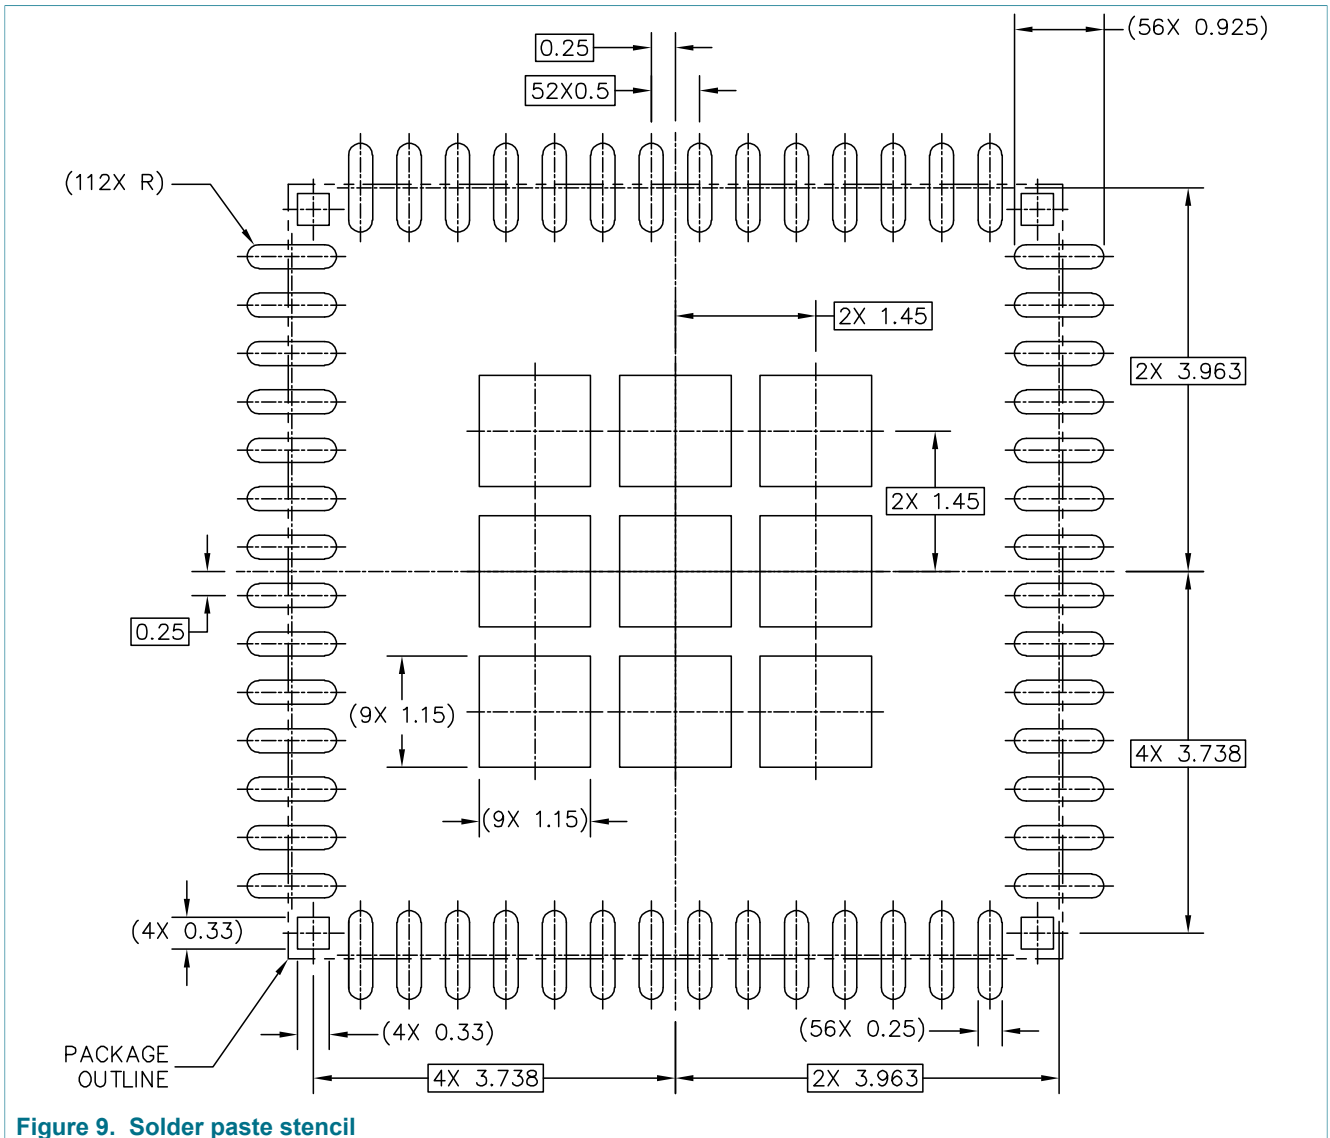 (56X 0.925)
0.25
52X0.5
(112X R)
2X 1.45
2X 3.963
2X 1.45
0.25
(9X 1.15)
4X 3.738
(9X 1.15)
(4X 0.33)
(4X 0.33)
(56X 0.25)
PACKAGE
OUTLINE
4X 3.738
2X 3.963
Figure 9. Solder paste stencil